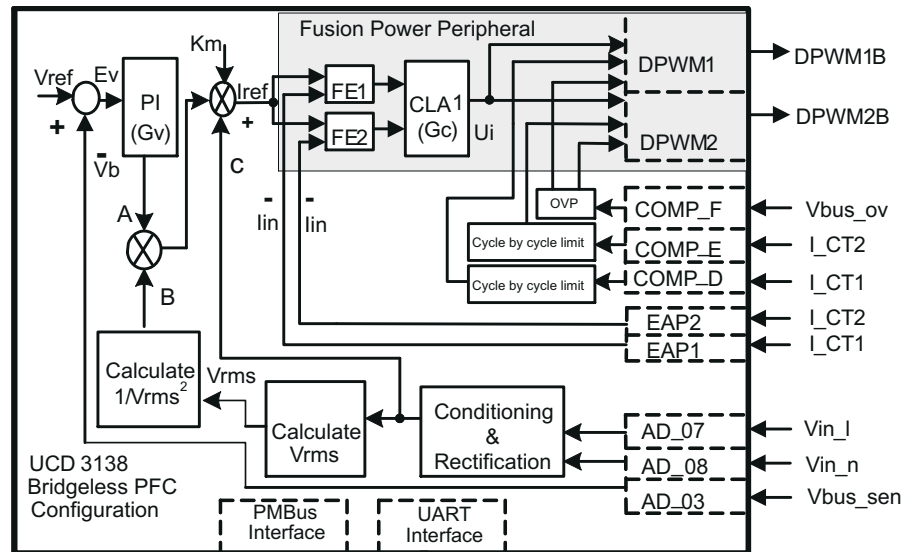 Fusion Power Peripheral
Km
Vref
Ev
PI
(Gv)
Iref
+
+
-
Vb
FE1
FE2
CLA1
(Gc)
Ui
DPWM1
DPWM2
DPWM1B
DPWM2B
C
A
B
-
Iin
-
Iin
OVP
COMP_F
Vbus_ov
Cycle by cycle limit
COMP_E
I_CT2
Cycle by cycle limit
COMP_D
I_CT1
EAP2
I_CT2
EAP1
I_CT1
Calculate
1/Vrms²
Vrms
Calculate
Vrms
Conditioning
&
Rectification
AD_07
Vin_l
AD_08
Vin_n
AD_03
Vbus_sen
UCD 3138
Bridgeless PFC
Configuration
PMBus
Interface
UART
Interface